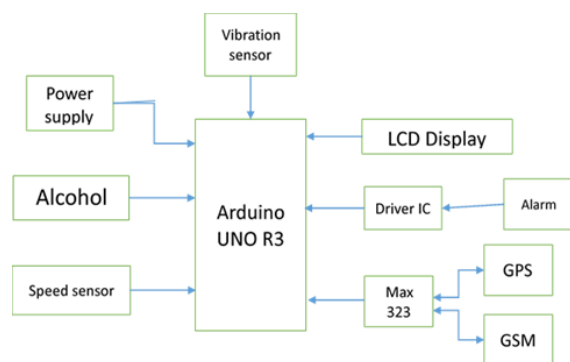 Vibration
sensor
Power
supply
LCD Display
Alcohol
Arduino
UNO R3
Driver IC
Alarm
Speed sensor
Max
323
GPS
GSM